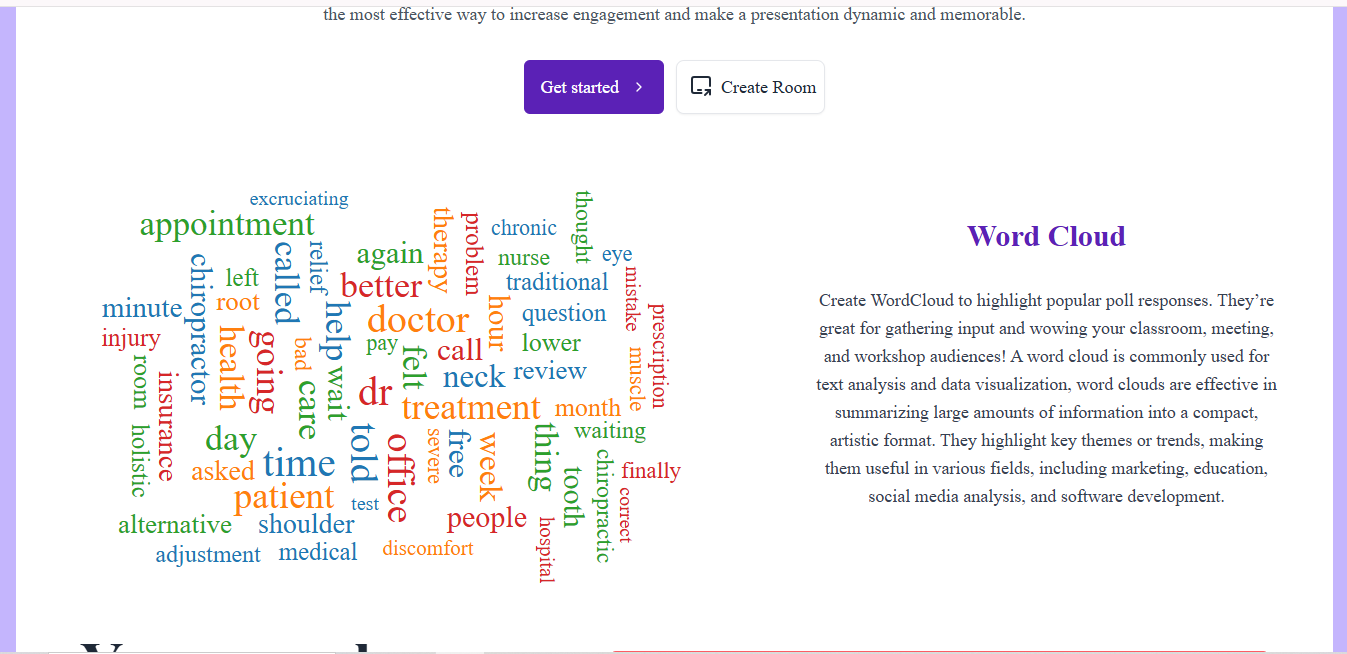 the most effective way to increase engagement and make a presentation dynamic and memorable.
Get started
Create Room
excruciating
appointment
therapy
problem
thought
chronic
again
called
relief
nurse
eye
chiropractor
left
better
traditional
mistake
minute
root
help
doctor
hour
question
prescription
injury
health
going
bad
pay
felt
call
lower
muscle
room
insurance
care
wait
dr
neck
review
treatment
month
holistic
day
told
office
severe
free
week
thing
waiting
asked
time
tooth
chiropractic
finally
patient
test
correct
alternative
shoulder
people
hospital
adjustment
medical
discomfort
Word Cloud
Create WordCloud to highlight popular poll responses. They’re
great for gathering input and wowing your classroom, meeting,
and workshop audiences! A word cloud is commonly used for
text analysis and data visualization, word clouds are effective in
summarizing large amounts of information into a compact,
artistic format. They highlight key themes or trends, making
them useful in various fields, including marketing, education,
social media analysis, and software development.